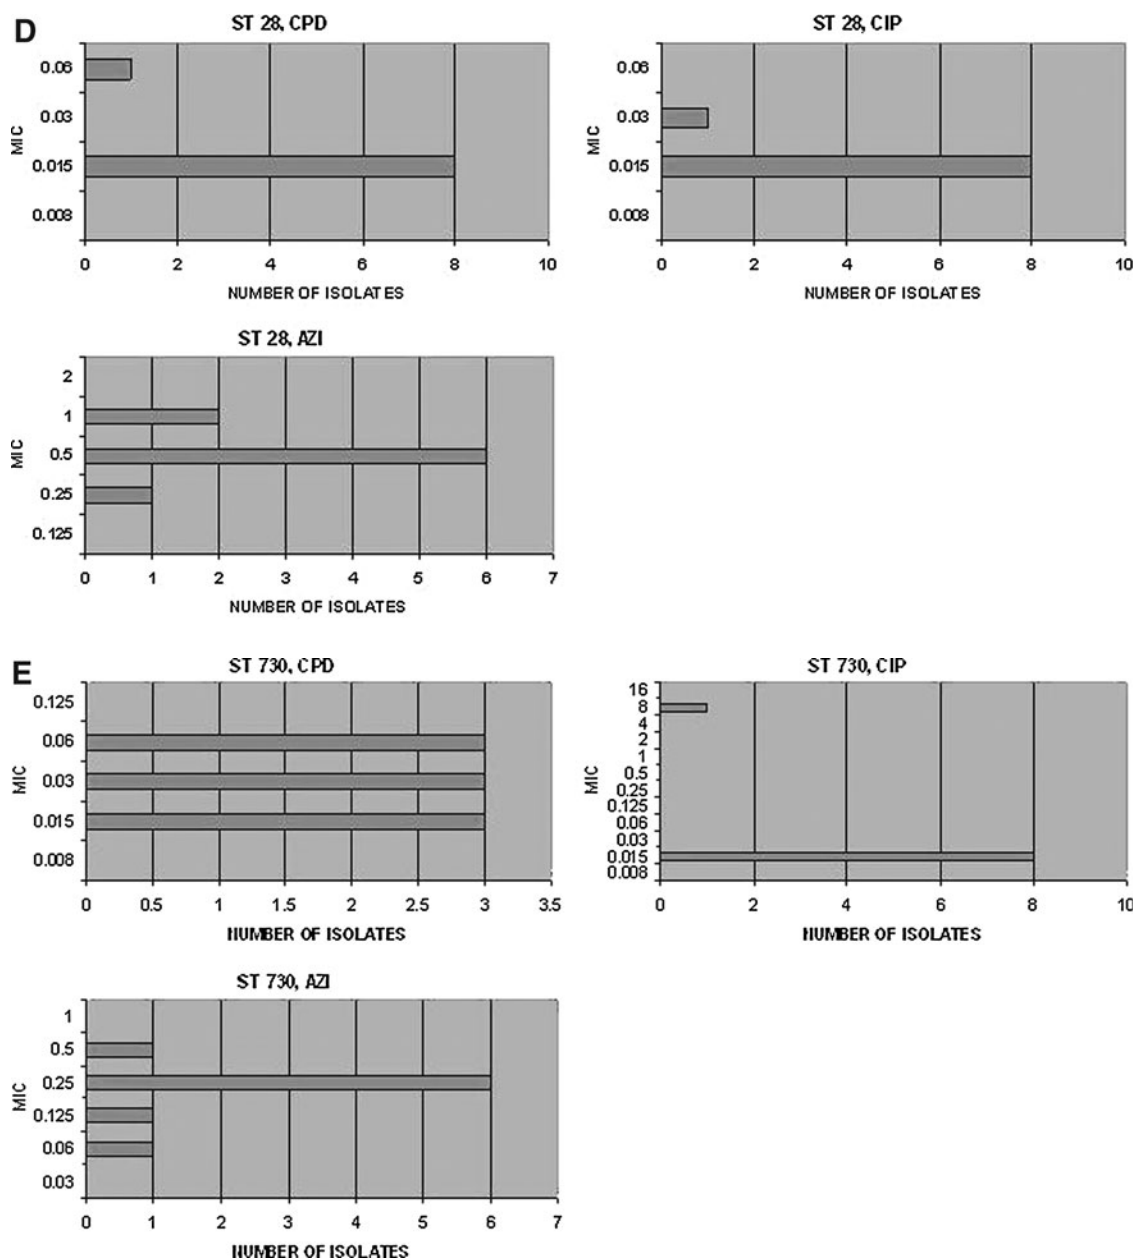 D
ST 28, CPD
0.06
0.03
0.015
0.008
MIC
0 2 4 6 8 10
NUMBER OF ISOLATES
ST 28, CIP
0.06
0.03
0.015
0.008
MIC
0 2 4 6 8 10
NUMBER OF ISOLATES
ST 28, AZI
2
1
0.5
0.25
0.125
MIC
0 1 2 3 4 5 6 7
NUMBER OF ISOLATES
E
ST 730, CPD
0.125
0.06
0.03
0.015
0.008
MIC
0 0.5 1 1.5 2 2.5 3 3.5
NUMBER OF ISOLATES
ST 730, CIP
16
8
4
2
1
0.5
0.25
0.125
0.06
0.03
0.015
0.008
MIC
0 2 4 6 8 10
NUMBER OF ISOLATES
ST 730, AZI
1
0.5
0.25
0.125
0.06
0.03
MIC
0 1 2 3 4 5 6 7
NUMBER OF ISOLATES